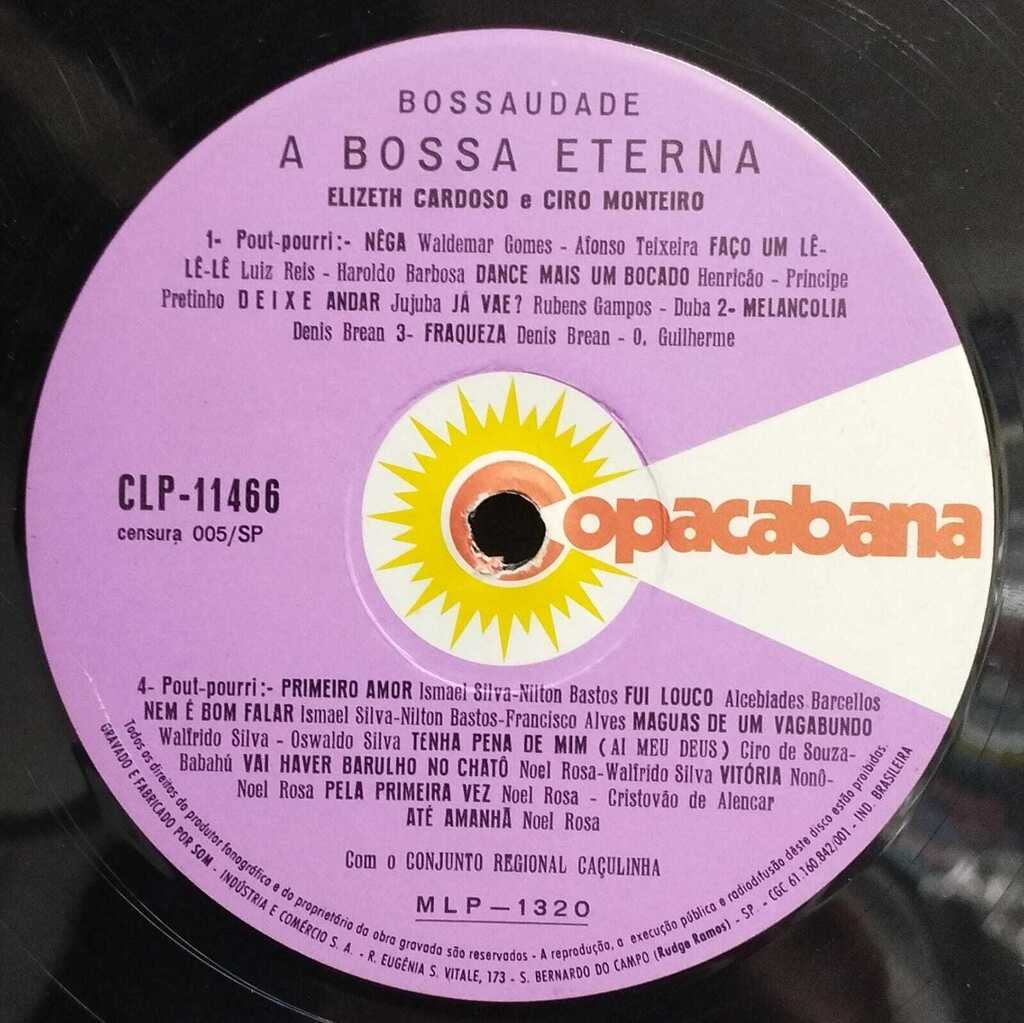 BOSSAUDADE
A BOSSA ETERNA
ELIZETH CARDOSO e CIRO MONTEIRO
1- Pout-pourri:- NÊGA Waldemar Gomes - Afonso Teixeira FAÇO UM LÊ-
LÊ-LÊ Luiz Reis - Haroldo Barbosa DANCE MAIS UM BOCADO Henricão - Principe
Pretinho DEIXE ANDAR Jujuba JÁ VAE? Rubens Gampos - Duba 2- MELANCOLIA
Denis Brean 3- FRAQUEZA Denis Brean - O. Guilherme
CLP-11466
censura 005/SP
Copacabana
4- Pout-pourri:- PRIMEIRO AMOR Ismael Silva-Nilton Bastos FUI LOUCO Alcebiades Barcellos
NEM É BOM FALAR Ismael Silva-Nilton Bastos-Francisco Alves MAGUAS DE UM VAGABUNDO
Walfrido Silva - Oswaldo Silva TENHA PENA DE MIM (AI MEU DEUS) Ciro de Souza-
Babahú VAI HAVER BARULHO NO CHATÔ Noel Rosa-Walfrido Silva VITÓRIA Nonô-
Noel Rosa PELA PRIMEIRA VEZ Noel Rosa - Cristovão de Alencar
ATÉ AMANHÃ Noel Rosa
Com o CONJUNTO REGIONAL CAÇULINHA
MLP-1320
Todos os direitos do produtor fonográfico e do proprietário da obra gravada são reservados - A reprodução, a execução pública e radiodifusão dêste disco estão proibidas.
GRAVADO E FABRICADO POR SOM - INDÚSTRIA E COMÉRCIO S. A. - R. EUGÊNIA S. VITALE, 173 - S. BERNARDO DO CAMPO (Rudge Ramos) - SP. - CGC 61.160.842/001 - IND. BRASILEIRA